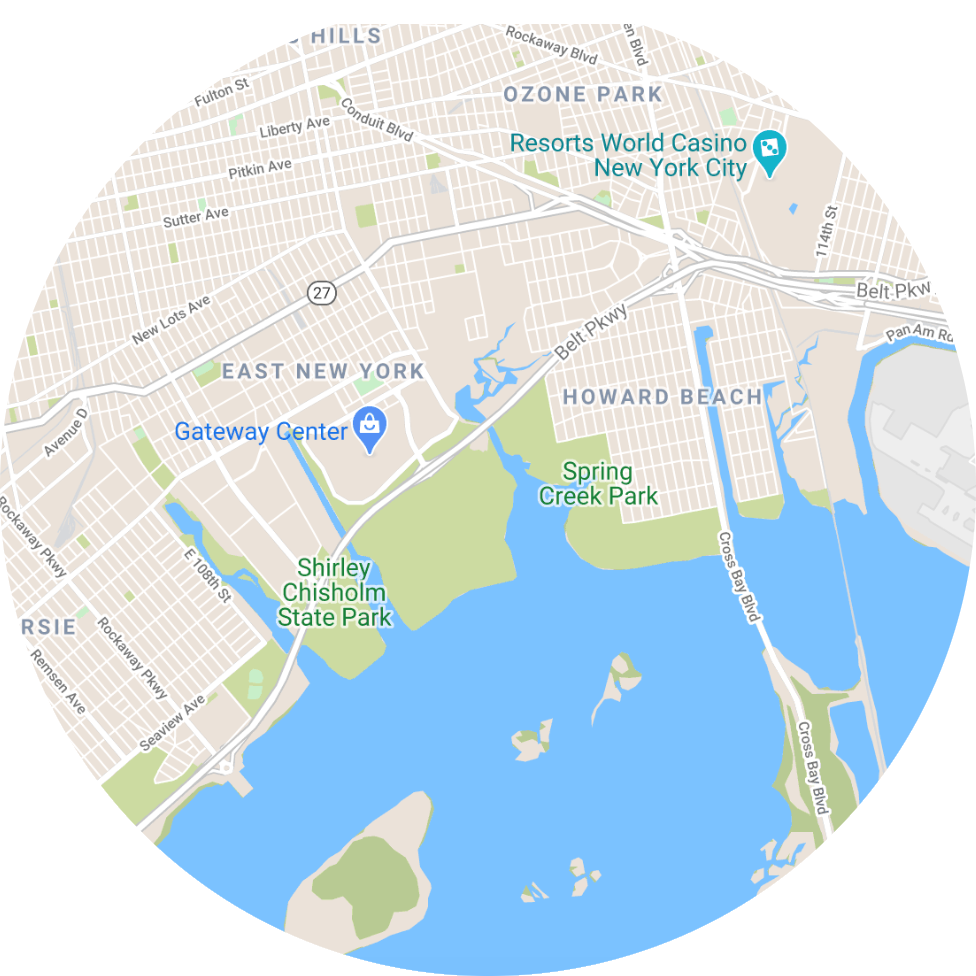 HILLS
Rockaway Blvd
en Blvd
Fulton St
OZONE PARK
Conduit Blvd
Liberty Ave
Resorts World Casino
New York City
Pitkin Ave
Sutter Ave
114th St
27
Belt Pkw
New Lots Ave
Belt Pkwy
Pan Am Rd
EAST NEW YORK
HOWARD BEACH
Avenue D
Gateway Center
Spring
Creek Park
Rockaway Pkwy
E 108th St
Shirley
Chisholm
State Park
Cross Bay Blvd
RSIE
Rockaway Pkwy
Remsen Ave
Seaview Ave
Cross Bay Blvd